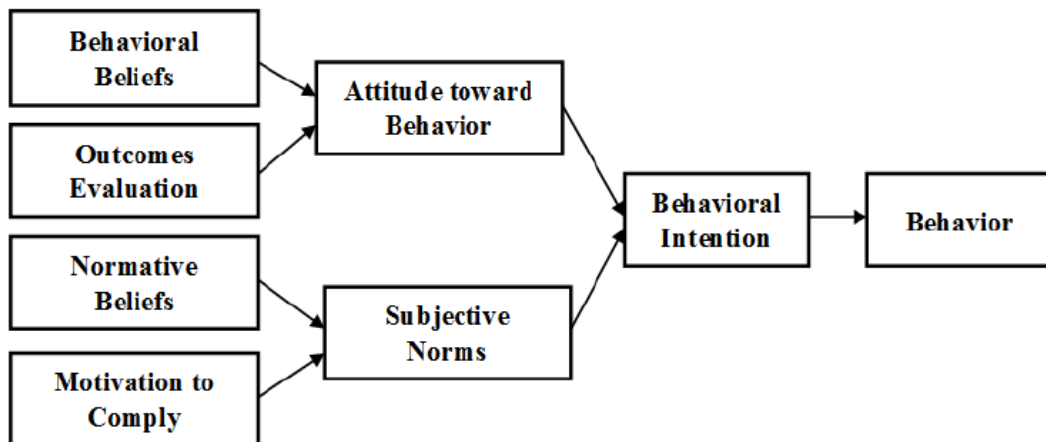 Behavioral
Beliefs
Outcomes
Evaluation
Normative
Beliefs
Motivation to
Comply
Attitude toward
Behavior
Subjective
Norms
Behavioral
Intention
Behavior